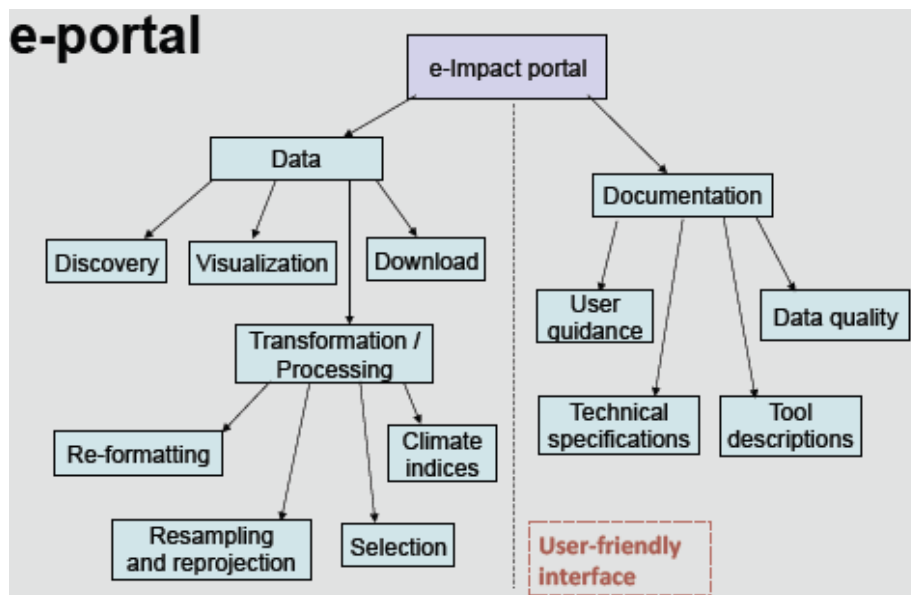 e-portal
e-Impact portal
Data
Documentation
Discovery
Visualization
Download
User
guidance
Data quality
Transformation /
Processing
Technical
specifications
Tool
descriptions
Re-formatting
Climate
indices
Resampling
and reprojection
Selection
User-friendly
interface